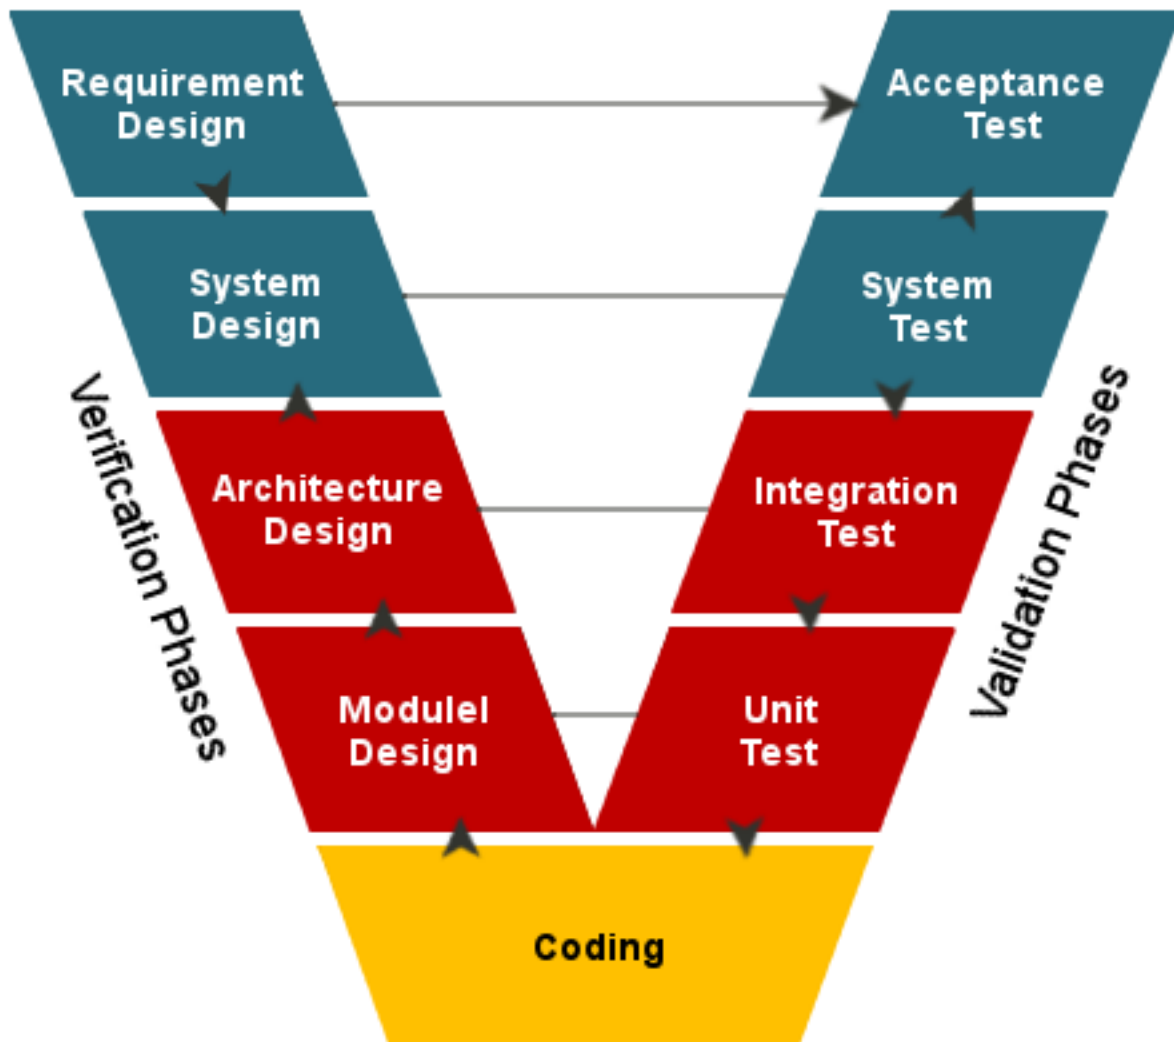 Requirement
Design
Acceptance
Test
System
Design
System
Test
Verification Phases
Validation Phases
Architecture
Design
Integration
Test
Modulel
Design
Unit
Test
Coding